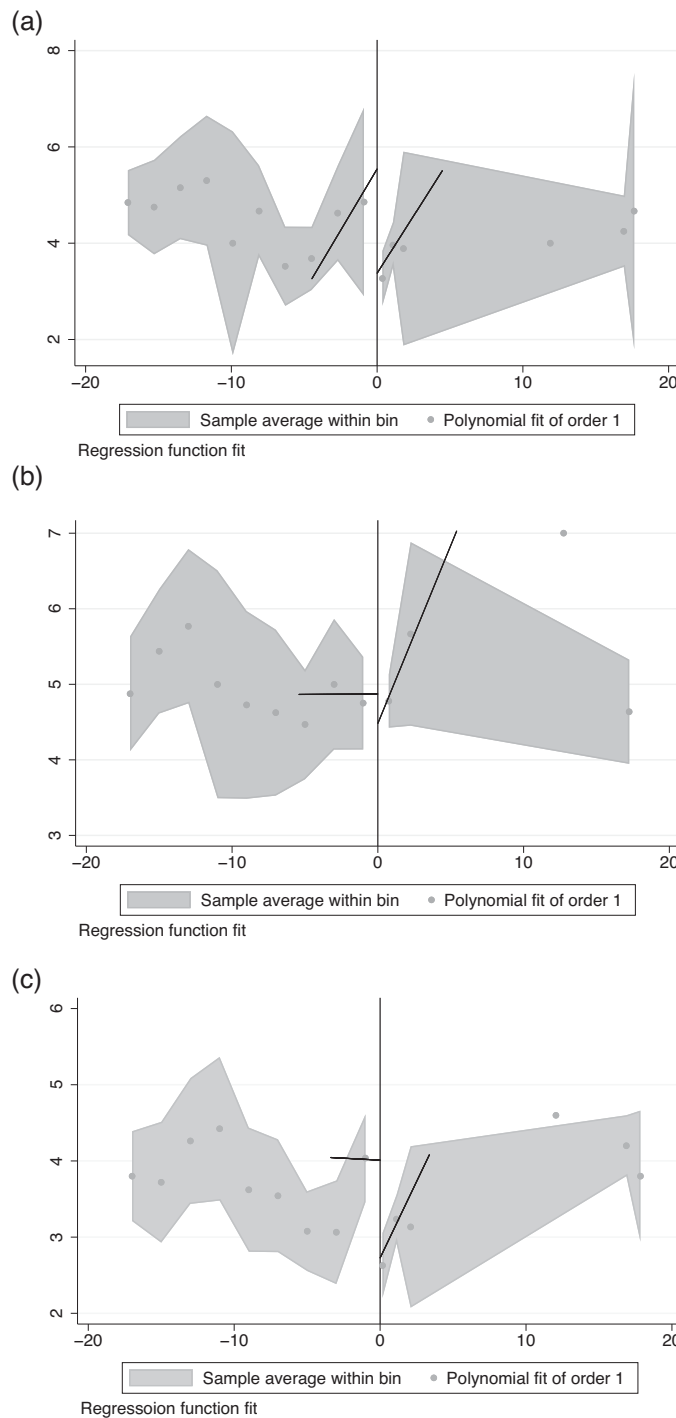 (a)
8
6
4
2
−20 −10 0 10 20
Sample average within bin Polynomial fit of order 1
Regression function fit
(b)
7
6
5
4
3
−20 −10 0 10 20
Sample average within bin Polynomial fit of order 1
Regression function fit
(c)
6
5
4
3
2
−20 −10 0 10 20
Sample average within bin Polynomial fit of order 1
Regressoion function fit